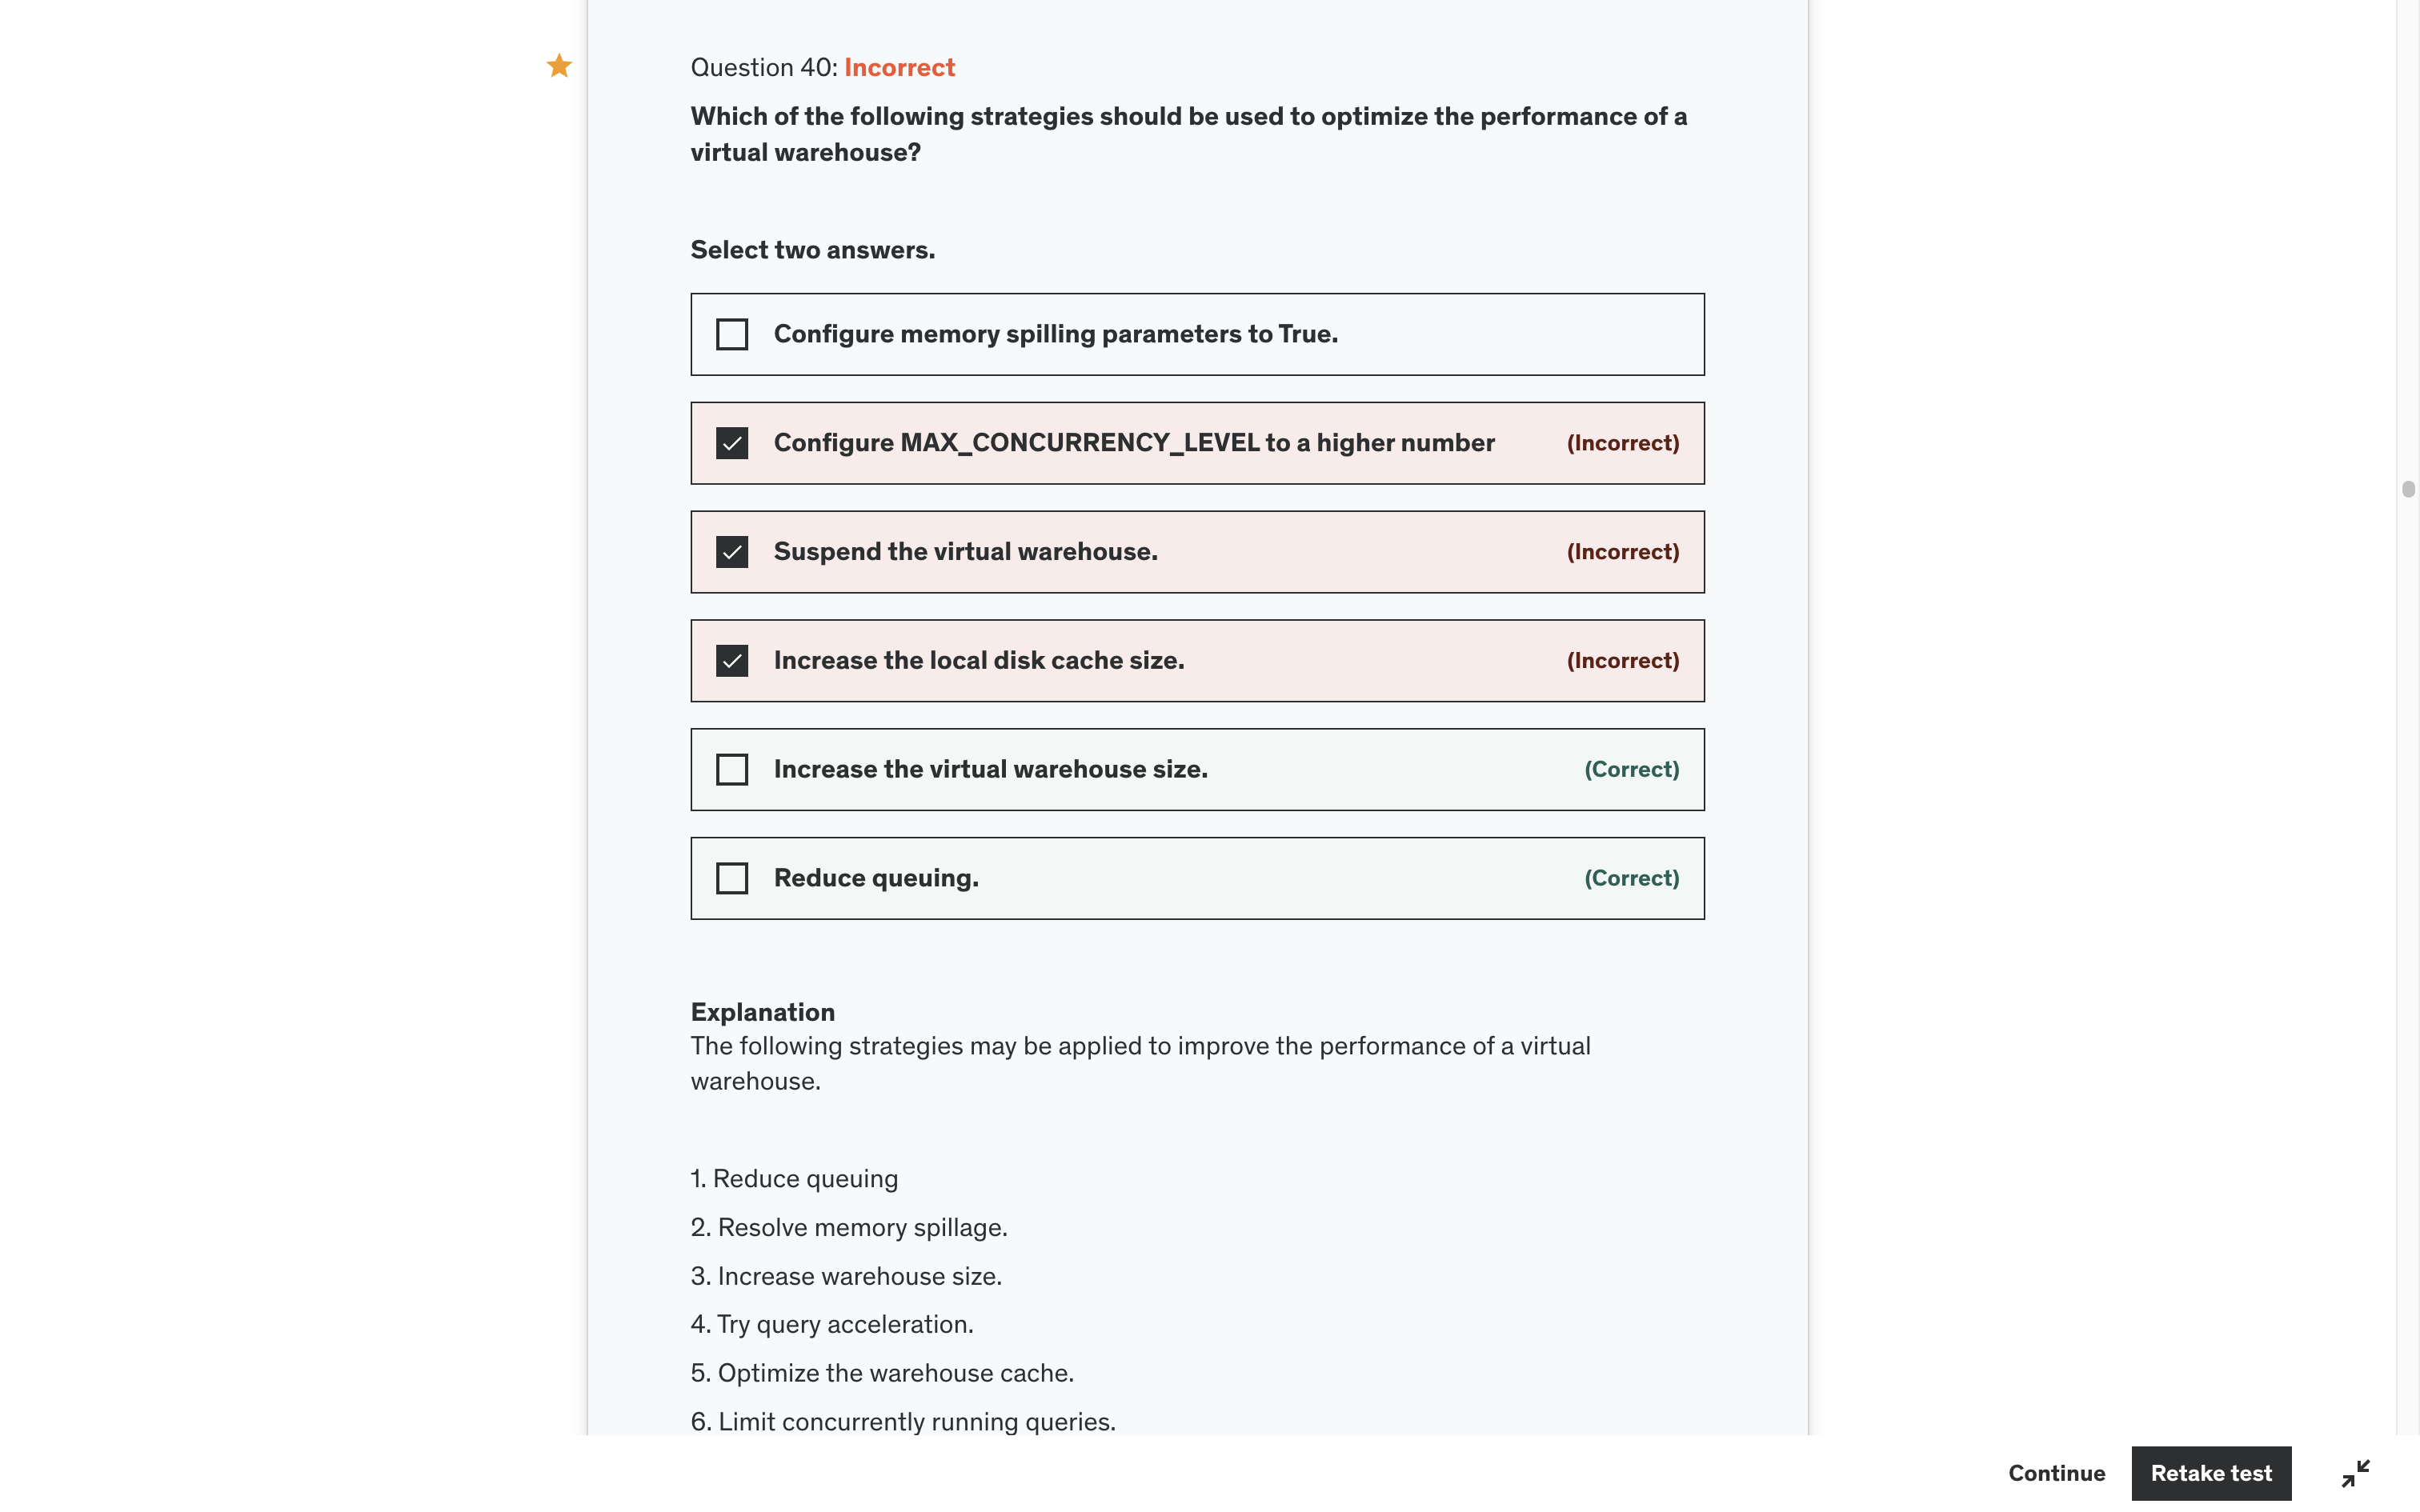 Question 40: Incorrect
Which of the following strategies should be used to optimize the performance of a
virtual warehouse?
Select two answers.
Configure memory spilling parameters to True.
Configure MAX_CONCURRENCY_LEVEL to a higher number (Incorrect)
Suspend the virtual warehouse. (Incorrect)
Increase the local disk cache size. (Incorrect)
Increase the virtual warehouse size. (Correct)
Reduce queuing. (Correct)
Explanation
The following strategies may be applied to improve the performance of a virtual
warehouse.
1. Reduce queuing
2. Resolve memory spillage.
3. Increase warehouse size.
4. Try query acceleration.
5. Optimize the warehouse cache.
6. Limit concurrently running queries.
Continue Retake test